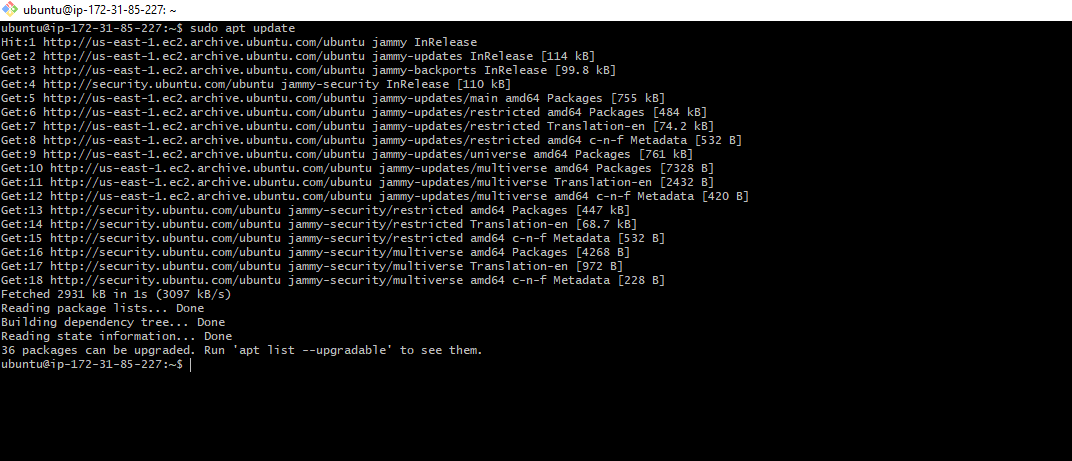 ubuntu@ip-172-31-85-227: ~
ubuntu@ip-172-31-85-227:~$ sudo apt update
Hit:1 http://us-east-1.ec2.archive.ubuntu.com/ubuntu jammy InRelease
Get:2 http://us-east-1.ec2.archive.ubuntu.com/ubuntu jammy-updates InRelease [114 kB]
Get:3 http://us-east-1.ec2.archive.ubuntu.com/ubuntu jammy-backports InRelease [99.8 kB]
Get:4 http://security.ubuntu.com/ubuntu jammy-security InRelease [110 kB]
Get:5 http://us-east-1.ec2.archive.ubuntu.com/ubuntu jammy-updates/main amd64 Packages [755 kB]
Get:6 http://us-east-1.ec2.archive.ubuntu.com/ubuntu jammy-updates/restricted amd64 Packages [484 kB]
Get:7 http://us-east-1.ec2.archive.ubuntu.com/ubuntu jammy-updates/restricted Translation-en [74.2 kB]
Get:8 http://us-east-1.ec2.archive.ubuntu.com/ubuntu jammy-updates/restricted amd64 c-n-f Metadata [532 B]
Get:9 http://us-east-1.ec2.archive.ubuntu.com/ubuntu jammy-updates/universe amd64 Packages [761 kB]
Get:10 http://us-east-1.ec2.archive.ubuntu.com/ubuntu jammy-updates/multiverse amd64 Packages [7328 B]
Get:11 http://us-east-1.ec2.archive.ubuntu.com/ubuntu jammy-updates/multiverse Translation-en [2432 B]
Get:12 http://us-east-1.ec2.archive.ubuntu.com/ubuntu jammy-updates/multiverse amd64 c-n-f Metadata [420 B]
Get:13 http://security.ubuntu.com/ubuntu jammy-security/restricted amd64 Packages [447 kB]
Get:14 http://security.ubuntu.com/ubuntu jammy-security/restricted Translation-en [68.7 kB]
Get:15 http://security.ubuntu.com/ubuntu jammy-security/restricted amd64 c-n-f Metadata [532 B]
Get:16 http://security.ubuntu.com/ubuntu jammy-security/multiverse amd64 Packages [4268 B]
Get:17 http://security.ubuntu.com/ubuntu jammy-security/multiverse Translation-en [972 B]
Get:18 http://security.ubuntu.com/ubuntu jammy-security/multiverse amd64 c-n-f Metadata [228 B]
Fetched 2931 kB in 1s (3097 kB/s)
Reading package lists... Done
Building dependency tree... Done
Reading state information... Done
36 packages can be upgraded. Run 'apt list --upgradable' to see them.
ubuntu@ip-172-31-85-227:~$